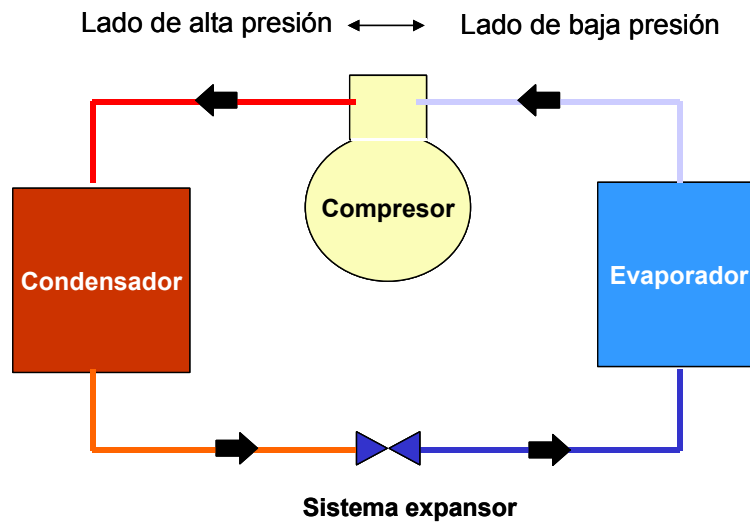 Lado de alta presión
Lado de baja presión
Compresor
Condensador
Evaporador
Sistema expansor